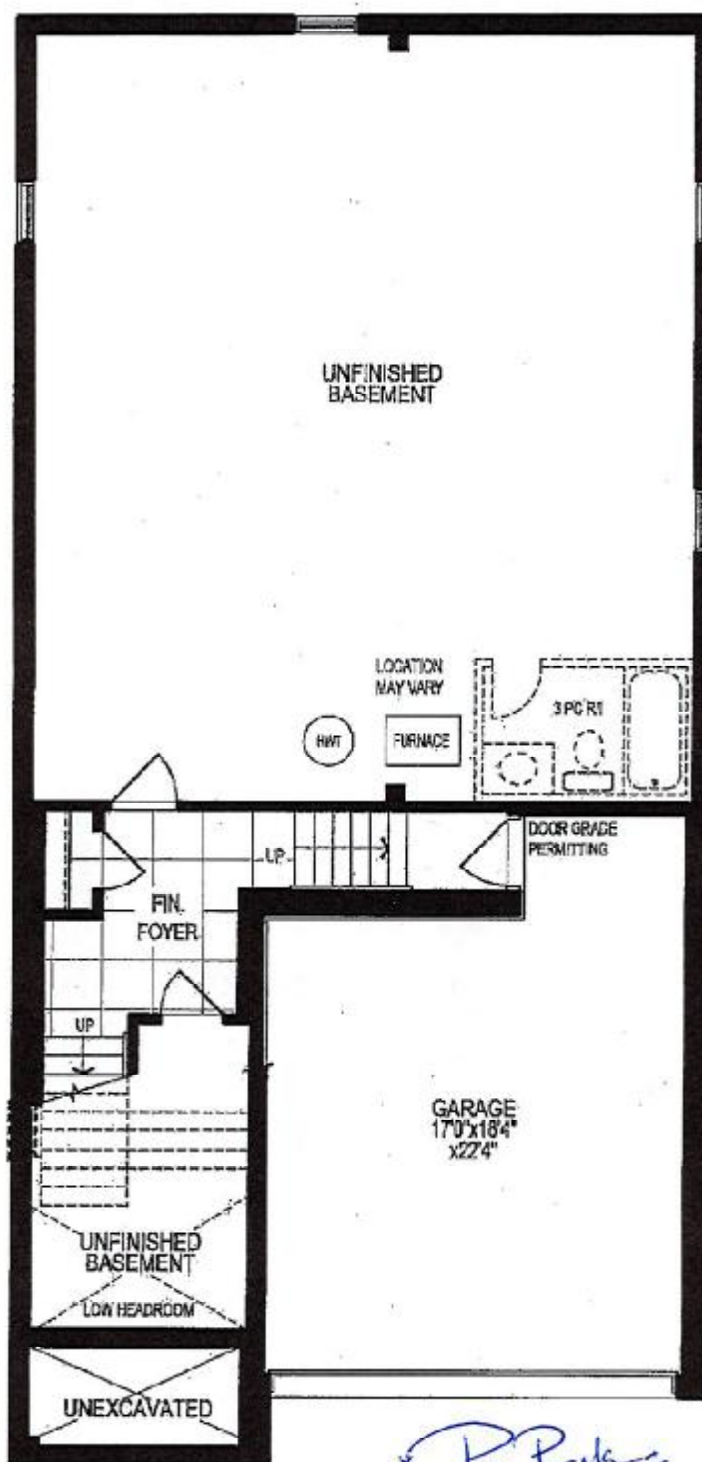 UNFINISHED
BASEMENT
LOCATION
MAY VARY
3 PC R/I
HWT
FURNACE
DOOR GRADE
PERMITTING
UP
FIN.
FOYER
UP
GARAGE
17'0"x18'4"
x22'4"
UNFINISHED
BASEMENT
LOW HEADROOM
UNEXCAVATED